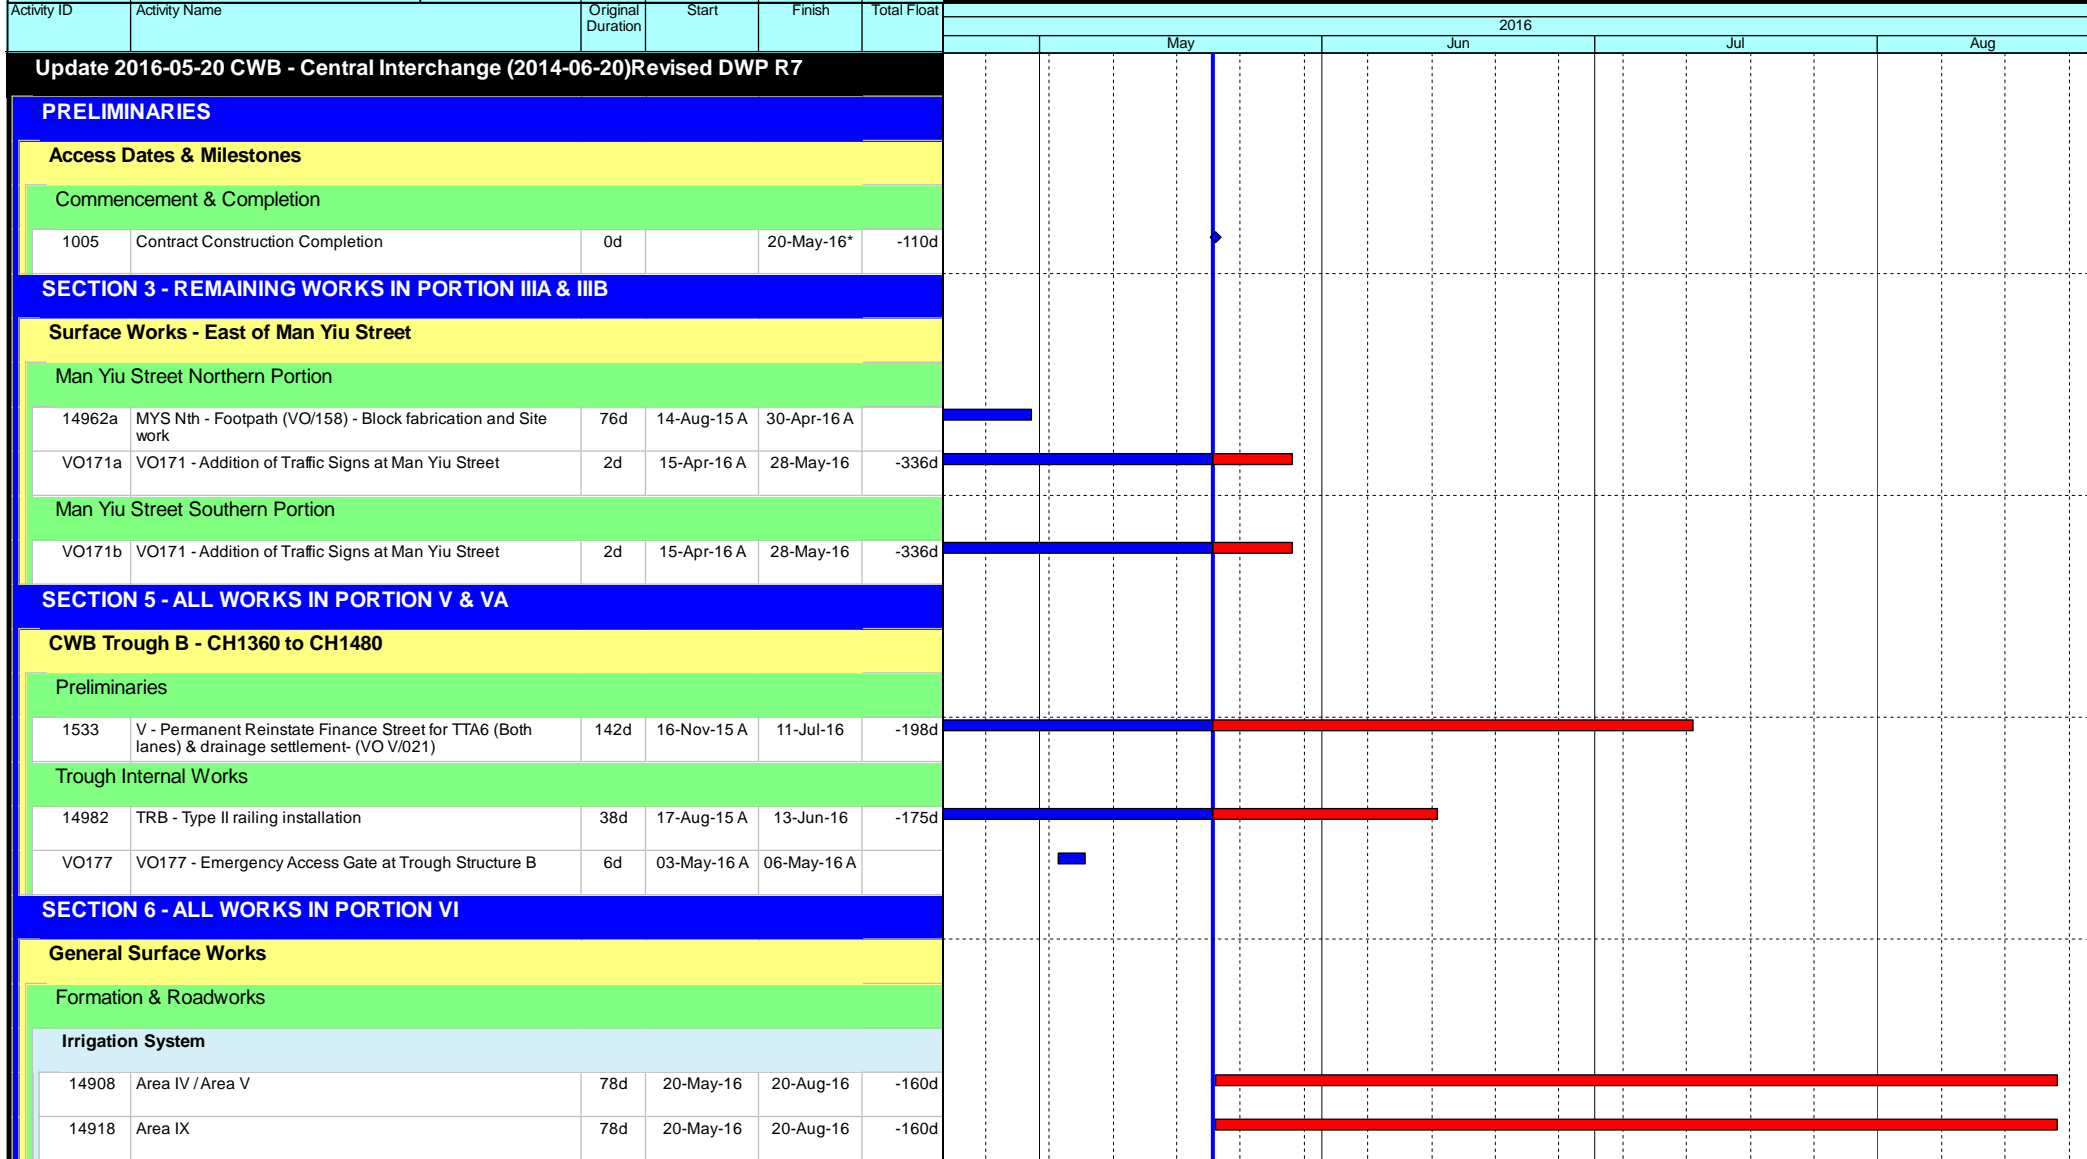 Activity ID Activity Name Original Duration Start Finish Total Float
2016
May Jun Jul Aug
Update 2016-05-20 CWB - Central Interchange (2014-06-20)Revised DWP R7
PRELIMINARIES
Access Dates & Milestones
Commencement & Completion
1005 Contract Construction Completion 0d 20-May-16* -110d
SECTION 3 - REMAINING WORKS IN PORTION IIIA & IIIB
Surface Works - East of Man Yiu Street
Man Yiu Street Northern Portion
14962a MYS Nth - Footpath (VO/158) - Block fabrication and Site 76d 14-Aug-15 A 30-Apr-16 A
work
VO171a VO171 - Addition of Traffic Signs at Man Yiu Street 2d 15-Apr-16 A 28-May-16 -336d
Man Yiu Street Southern Portion
VO171b VO171 - Addition of Traffic Signs at Man Yiu Street 2d 15-Apr-16 A 28-May-16 -336d
SECTION 5 - ALL WORKS IN PORTION V & VA
CWB Trough B - CH1360 to CH1480
Preliminaries
1533 V - Permanent Reinstate Finance Street for TTA6 (Both 142d 16-Nov-15 A 11-Jul-16 -198d
lanes) & drainage settlement- (VO V/021)
Trough Internal Works
14982 TRB - Type II railing installation 38d 17-Aug-15 A 13-Jun-16 -175d
VO177 VO177 - Emergency Access Gate at Trough Structure B 6d 03-May-16 A 06-May-16 A
SECTION 6 - ALL WORKS IN PORTION VI
General Surface Works
Formation & Roadworks
Irrigation System
14908 Area IV / Area V 78d 20-May-16 20-Aug-16 -160d
14918 Area IX 78d 20-May-16 20-Aug-16 -160d